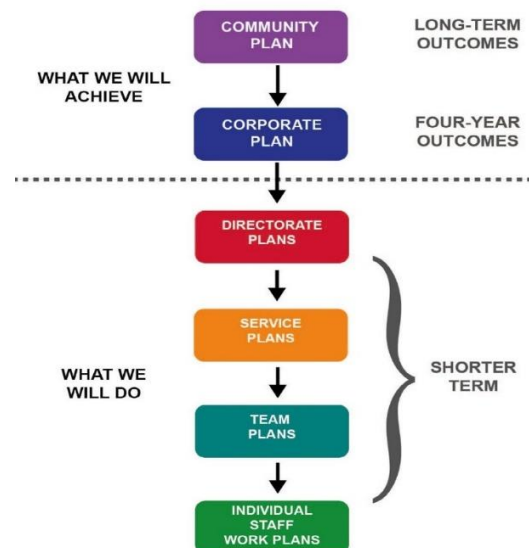 COMMUNITY
PLAN
LONG-TERM
OUTCOMES
WHAT WE WILL
ACHIEVE
CORPORATE
PLAN
FOUR-YEAR
OUTCOMES
DIRECTORATE
PLANS
SERVICE
PLANS
WHAT WE
WILL DO
SHORTER
TERM
TEAM
PLANS
INDIVIDUAL
STAFF
WORK PLANS